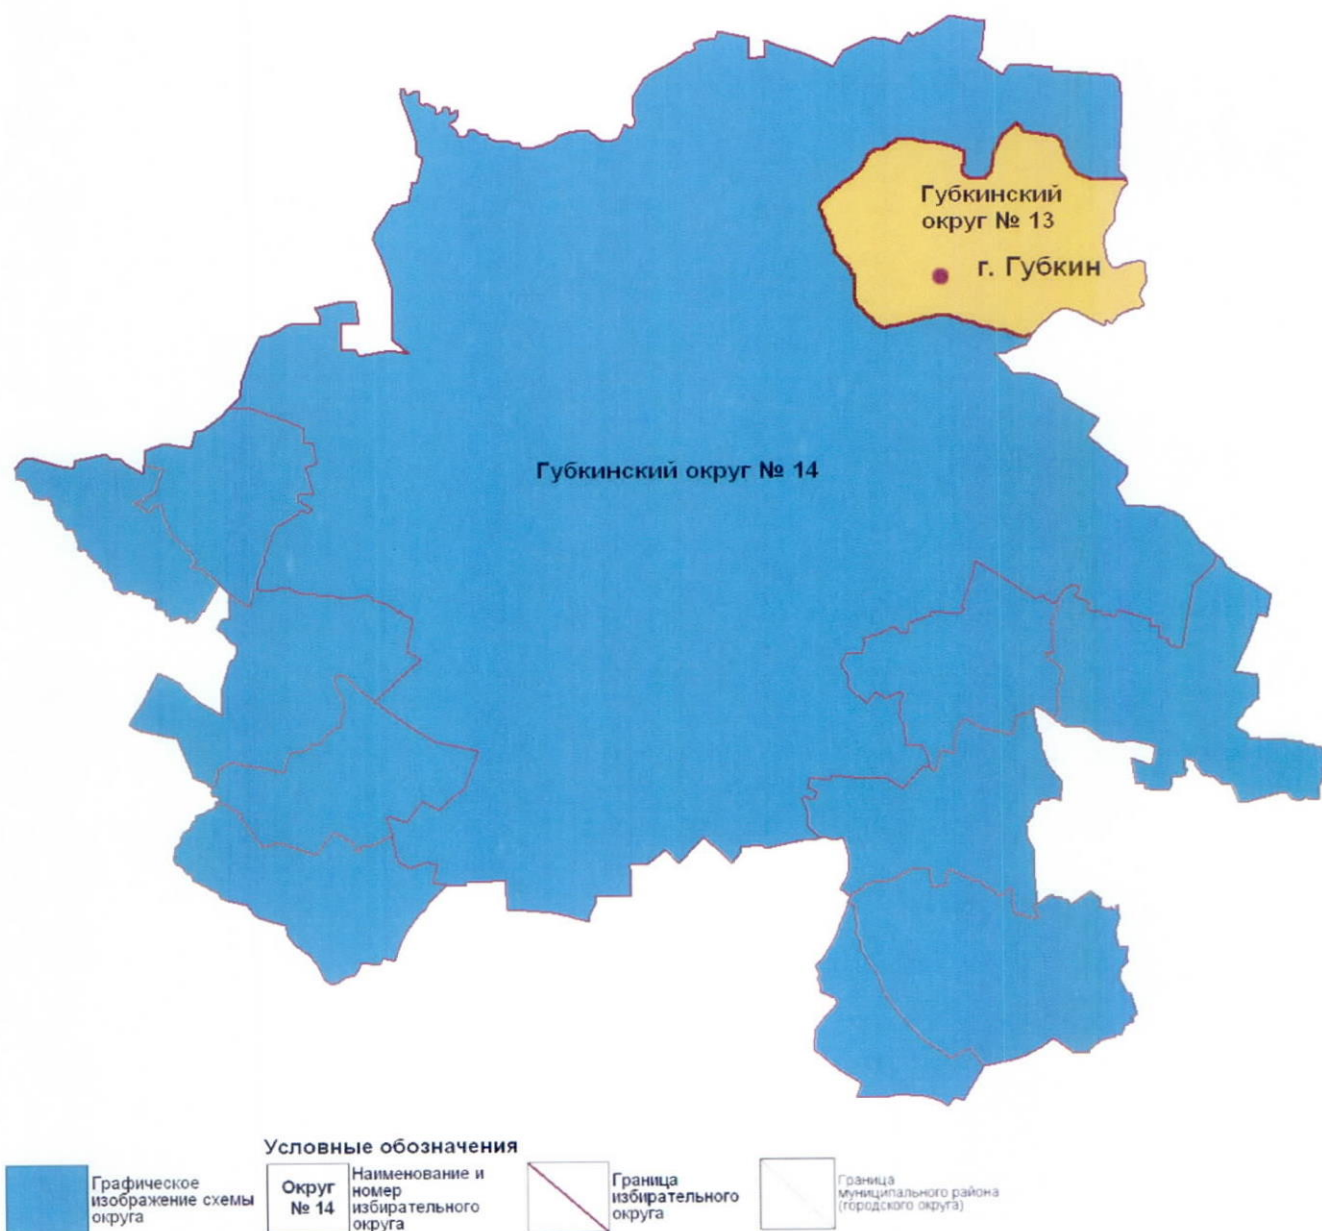 Губкинский
округ № 13
г. Губкин
Губкинский округ № 14
Условные обозначения
Графическое
изображение схемы
округа
Округ
№ 14
Наименование и
номер
избирательного
округа
Граница
избирательного
округа
Граница
муниципального района
(городского округа)